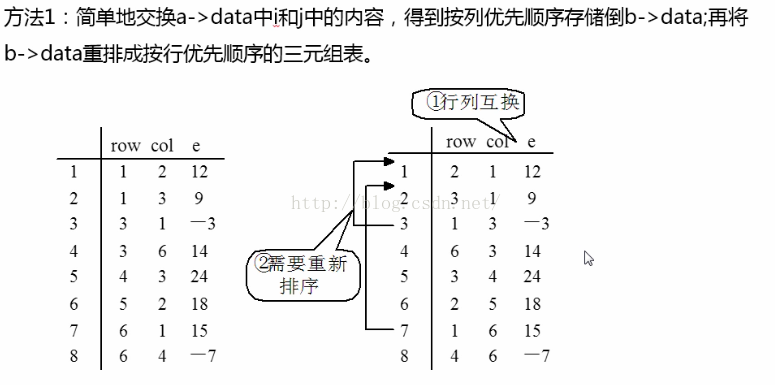 方法1：简单地交换a->data中i和j中的内容，得到按列优先顺序存储倒b->data;再将
b->data重排成按行优先顺序的三元组表。
①行列互换
row col e
1 1 2 12
2 1 3 9
3 3 1 —3
4 3 6 14
5 4 3 24
6 5 2 18
7 6 1 15
8 6 4 —7
row col e
1 2 1 12
2 3 1 9
3 1 3 —3
4 6 3 14
5 3 4 24
6 2 5 18
7 1 6 15
8 4 6 —7
②需要重新
排序
http://blog.csdn.net/